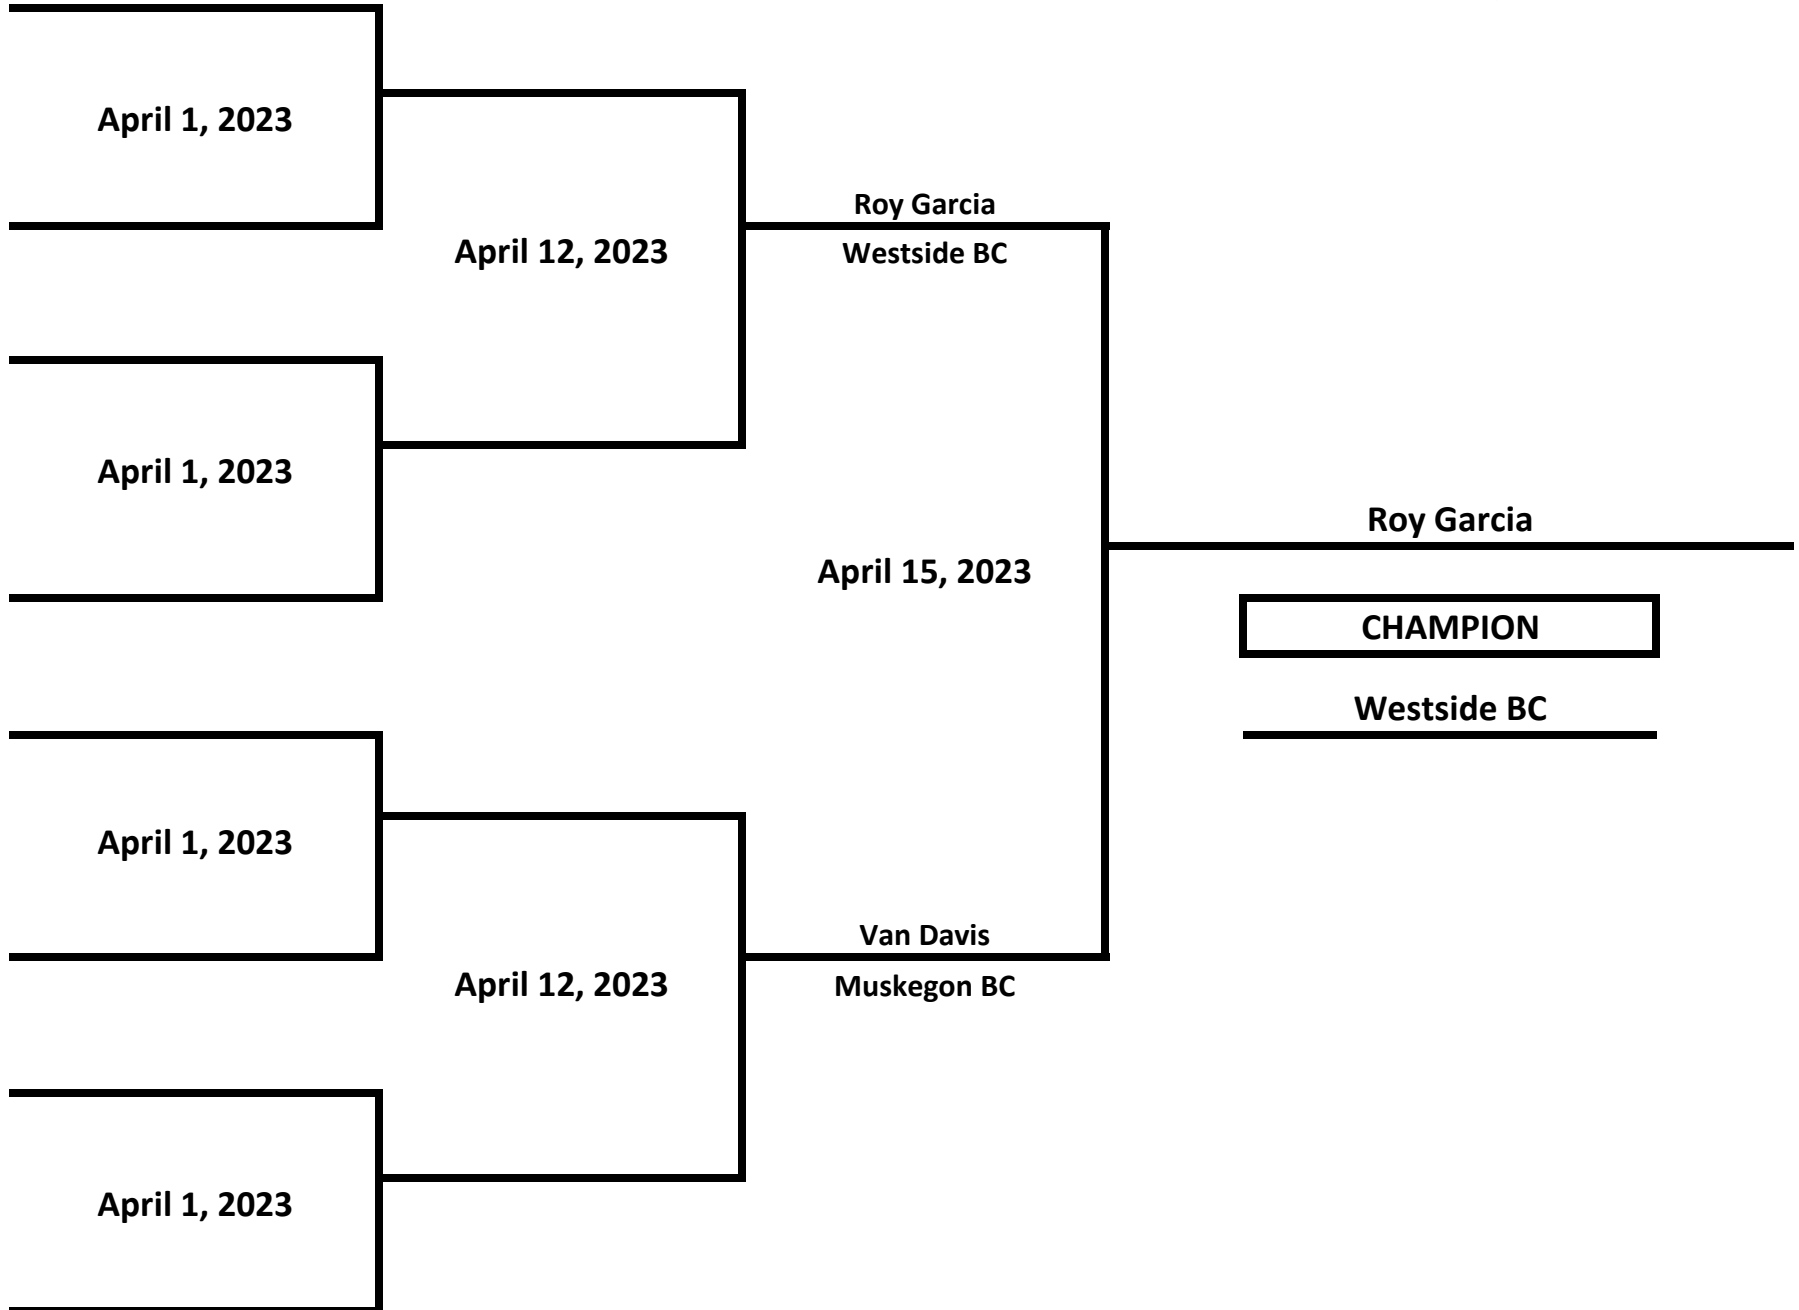 April 1, 2023
Roy Garcia
April 12, 2023
Westside BC
April 1, 2023
Roy Garcia
April 15, 2023
CHAMPION
Westside BC
April 1, 2023
Van Davis
April 12, 2023
Muskegon BC
April 1, 2023